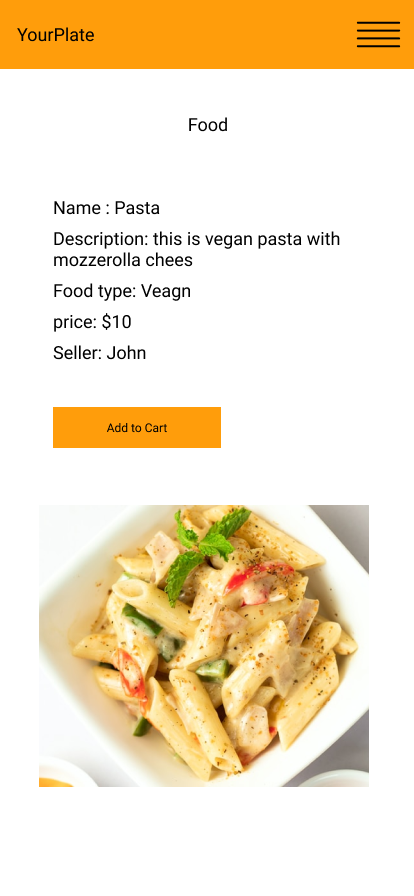 YourPlate
Food
Name : Pasta
Description: this is vegan pasta with
mozzerolla chees
Food type: Veagn
price: $10
Seller: John
Add to Cart